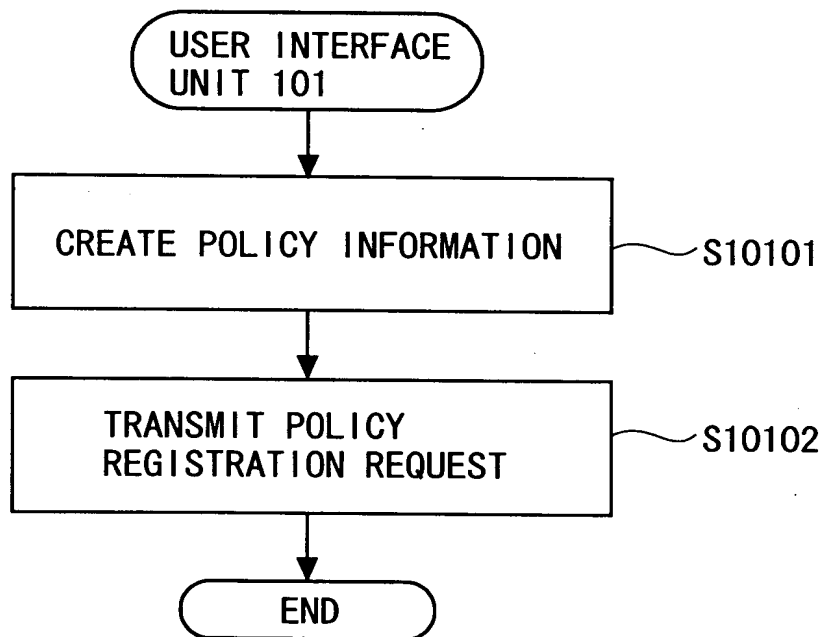 USER INTERFACE
UNIT 101
CREATE POLICY INFORMATION
S10101
TRANSMIT POLICY
REGISTRATION REQUEST
S10102
END